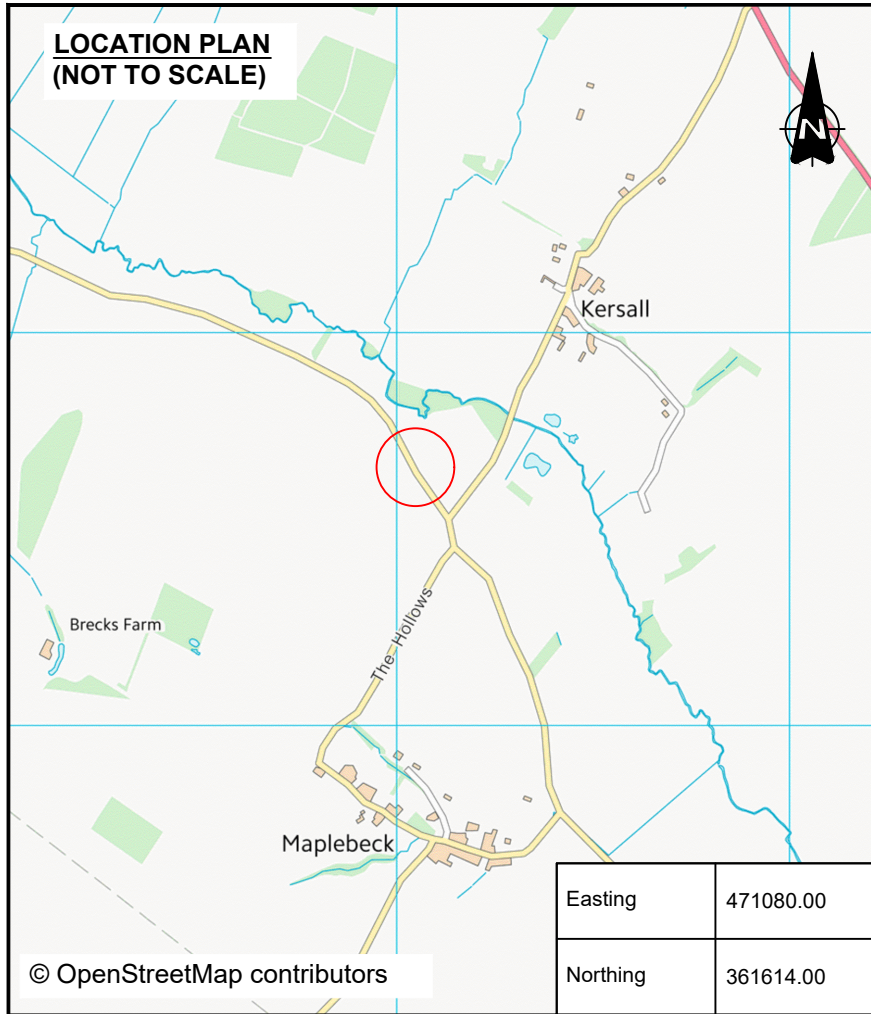 LOCATION PLAN
(NOT TO SCALE)
N
Kersall
Brecks Farm
The Hollows
Maplebeck
Easting 471080.00
Northing 361614.00
© OpenStreetMap contributors